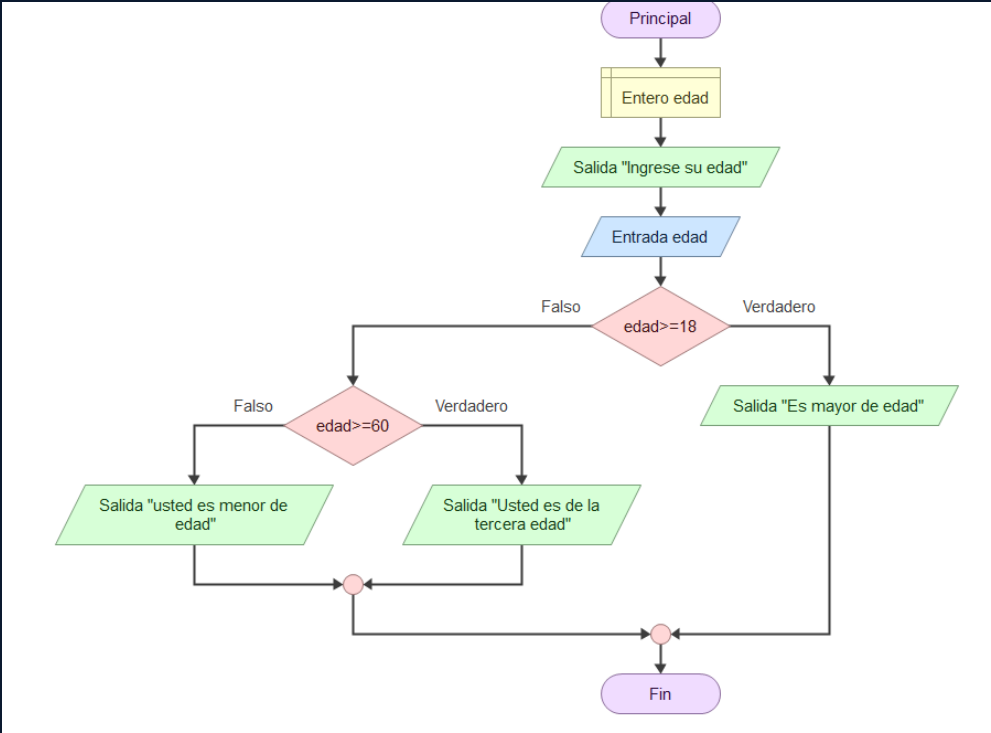 Principal
Entero edad
Salida "Ingrese su edad"
Entrada edad
Falso
Verdadero
edad>=18
Falso
Verdadero
edad>=60
Salida "Es mayor de edad"
Salida "usted es menor de
edad"
Salida "Usted es de la
tercera edad"
Fin